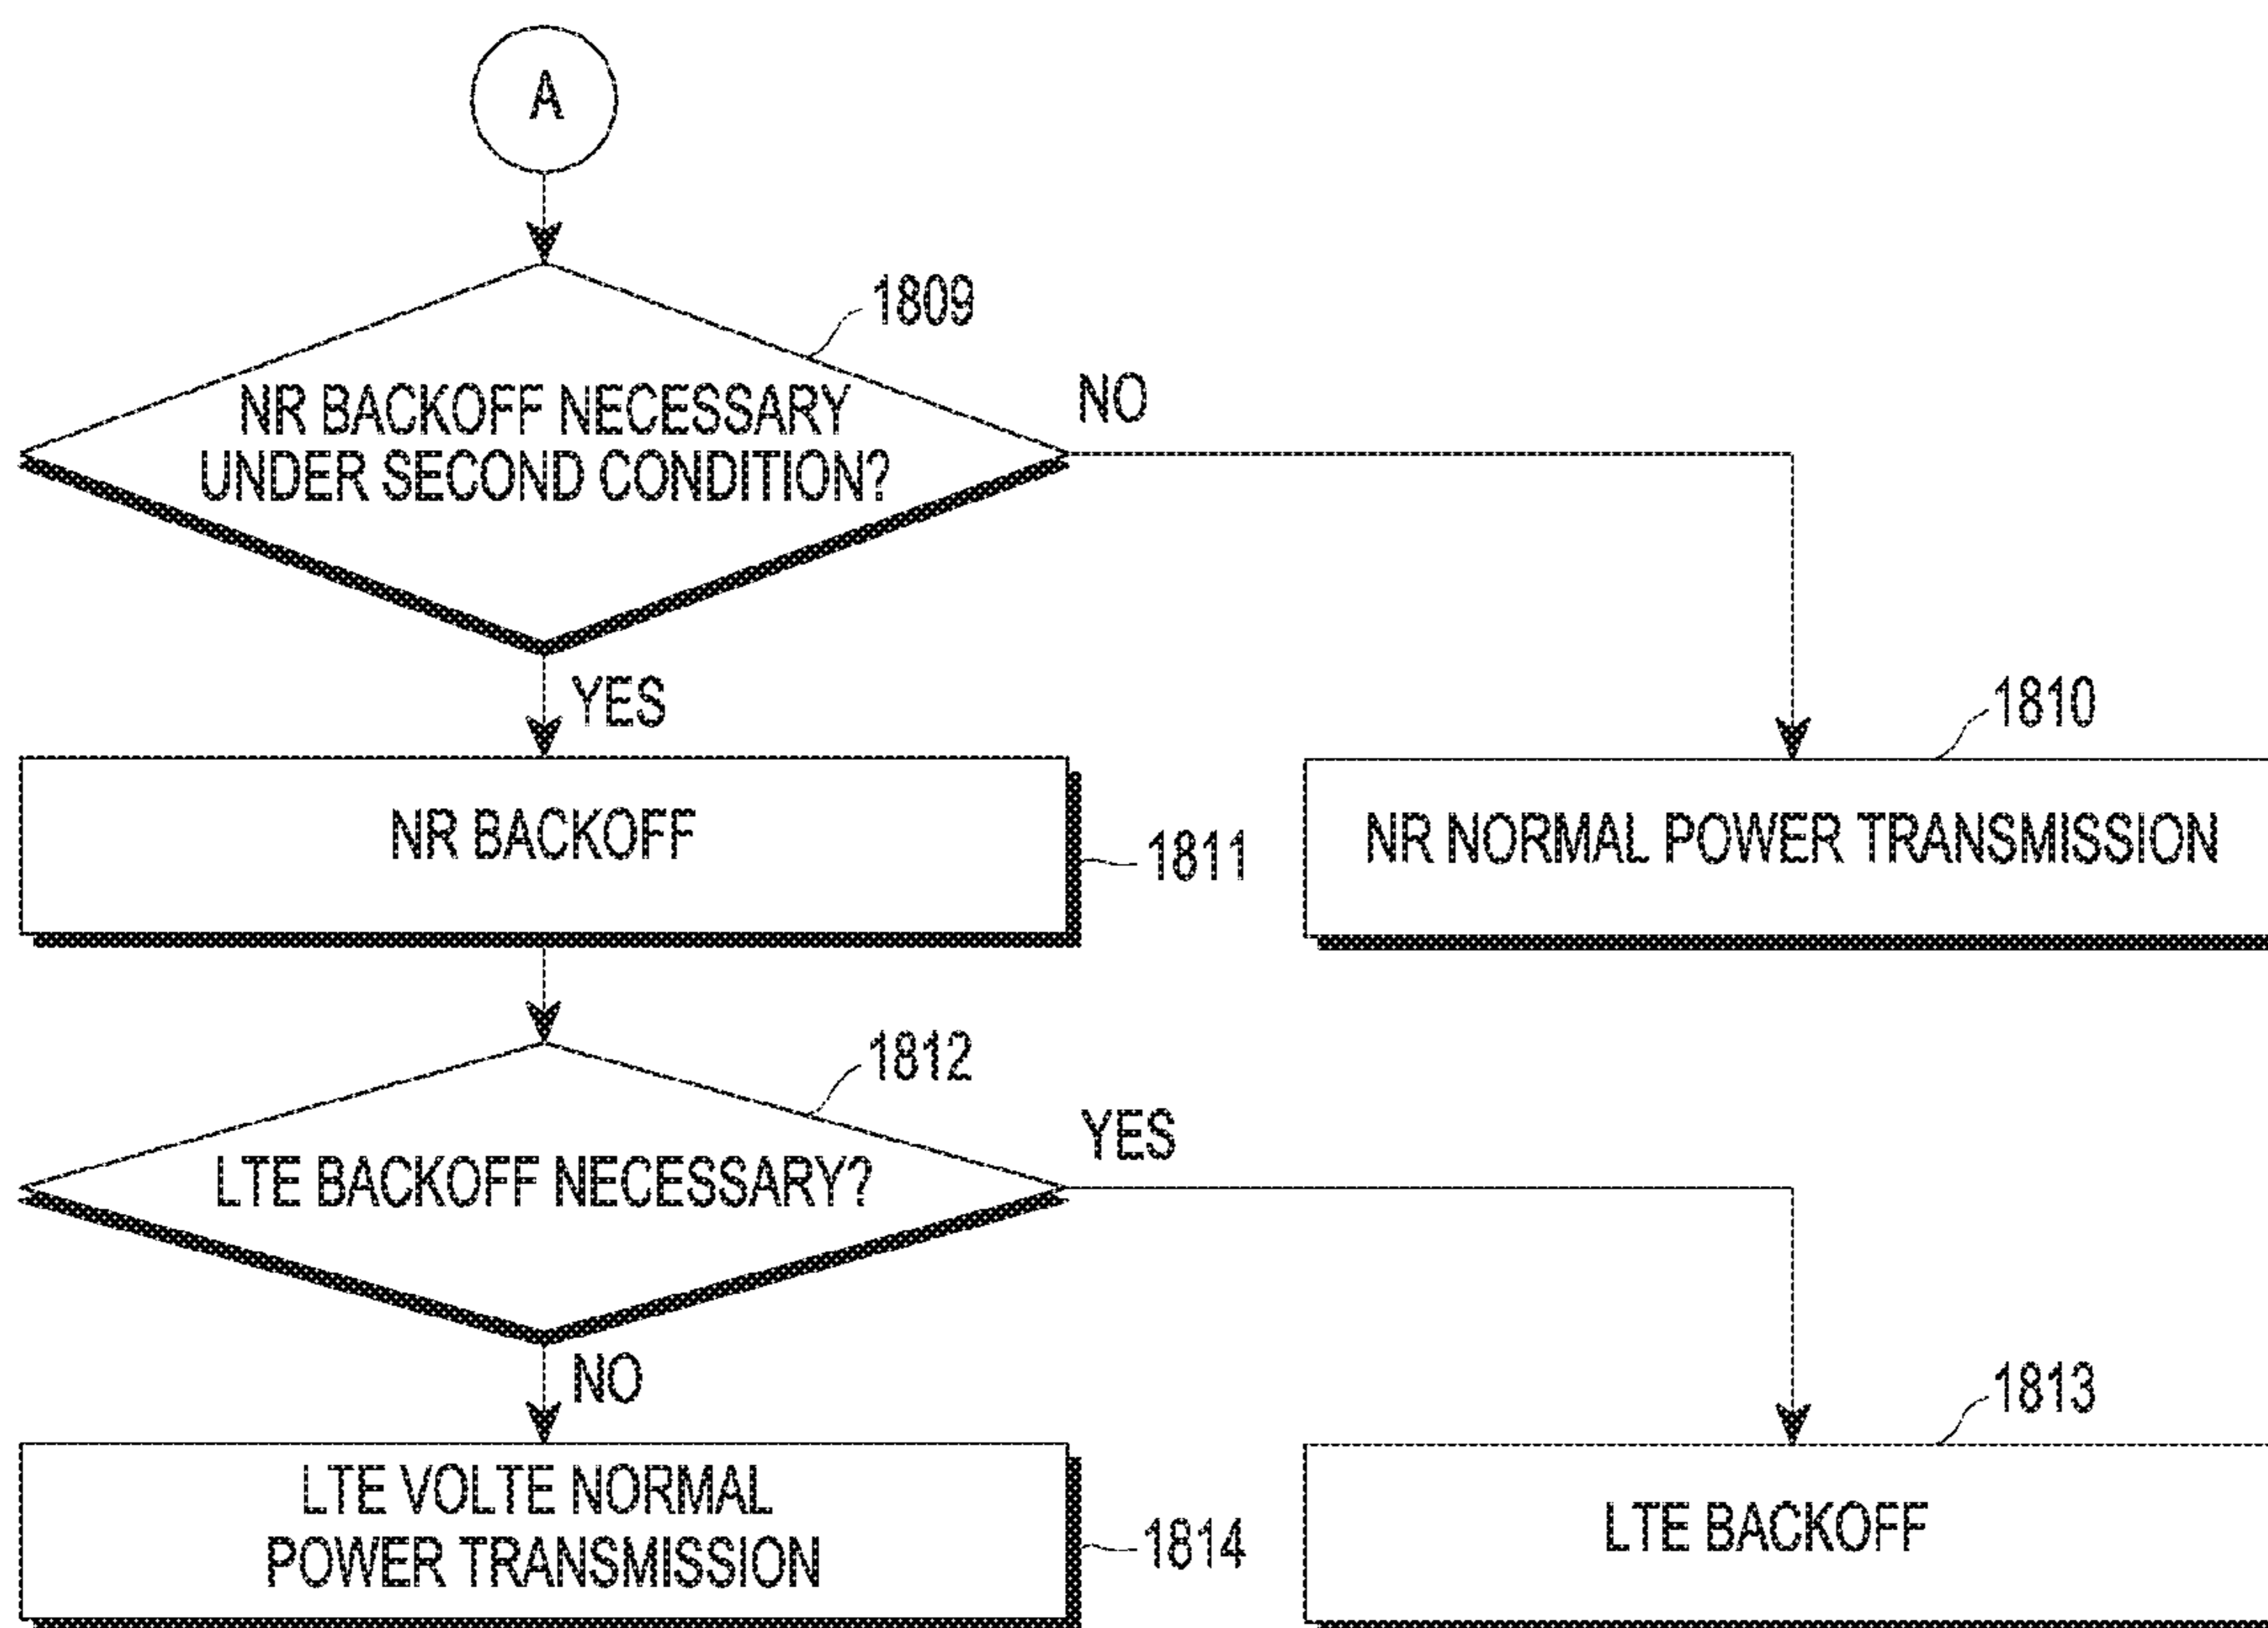 A
1809
NR BACKOFF NECESSARY
UNDER SECOND CONDITION?
NO
YES
1810
NR BACKOFF
1811
NR NORMAL POWER TRANSMISSION
1812
LTE BACKOFF NECESSARY?
YES
NO
1813
LTE VOLTE NORMAL
POWER TRANSMISSION
1814
LTE BACKOFF